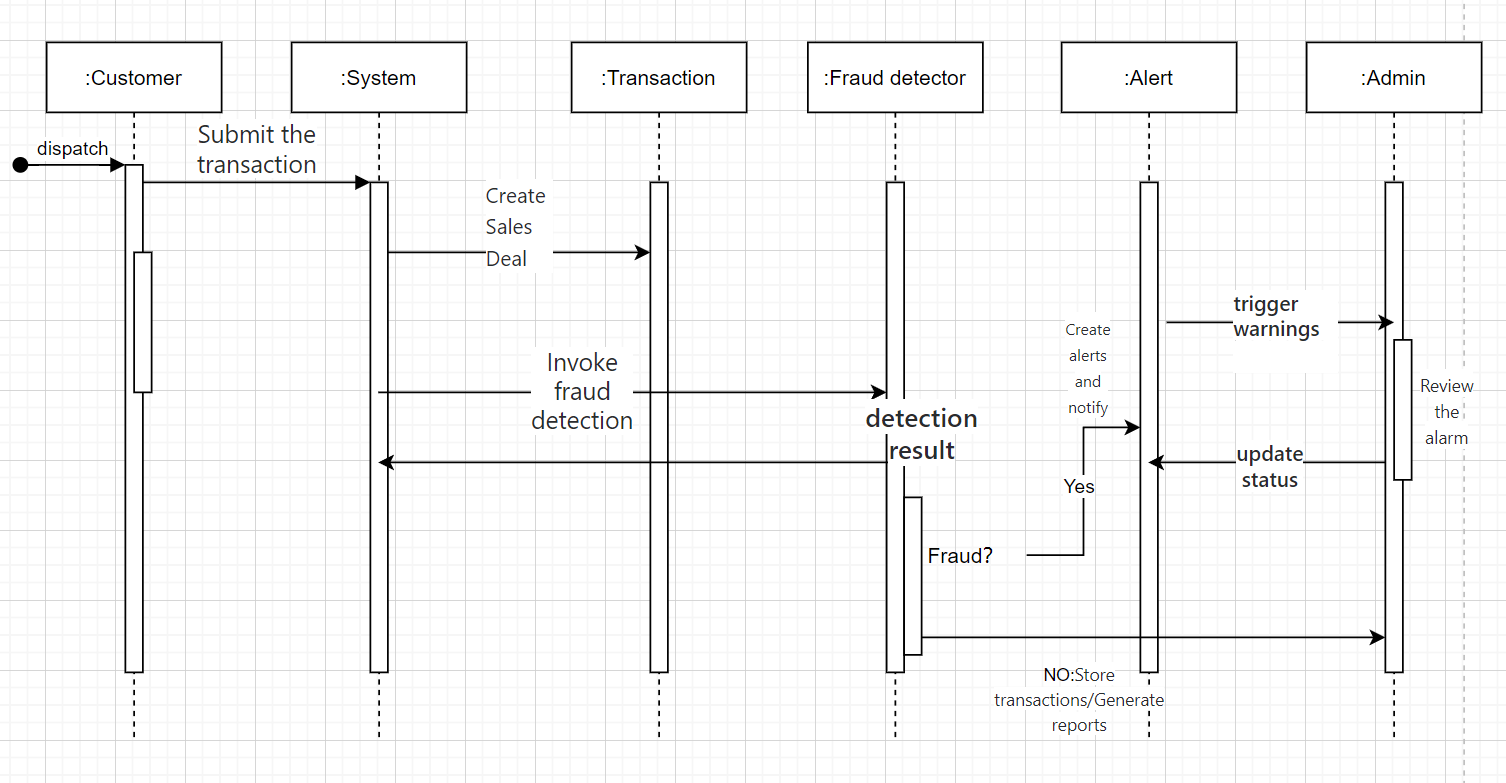 :Customer
:System
:Transaction
:Fraud detector
:Alert
:Admin
dispatch
Submit the
transaction
Create
Sales
Deal
trigger
warnings
Create
alerts
and
notify
Invoke
fraud
detection
detection
result
Review
the
alarm
update
status
Yes
Fraud?
NO:Store
transactions/Generate
reports